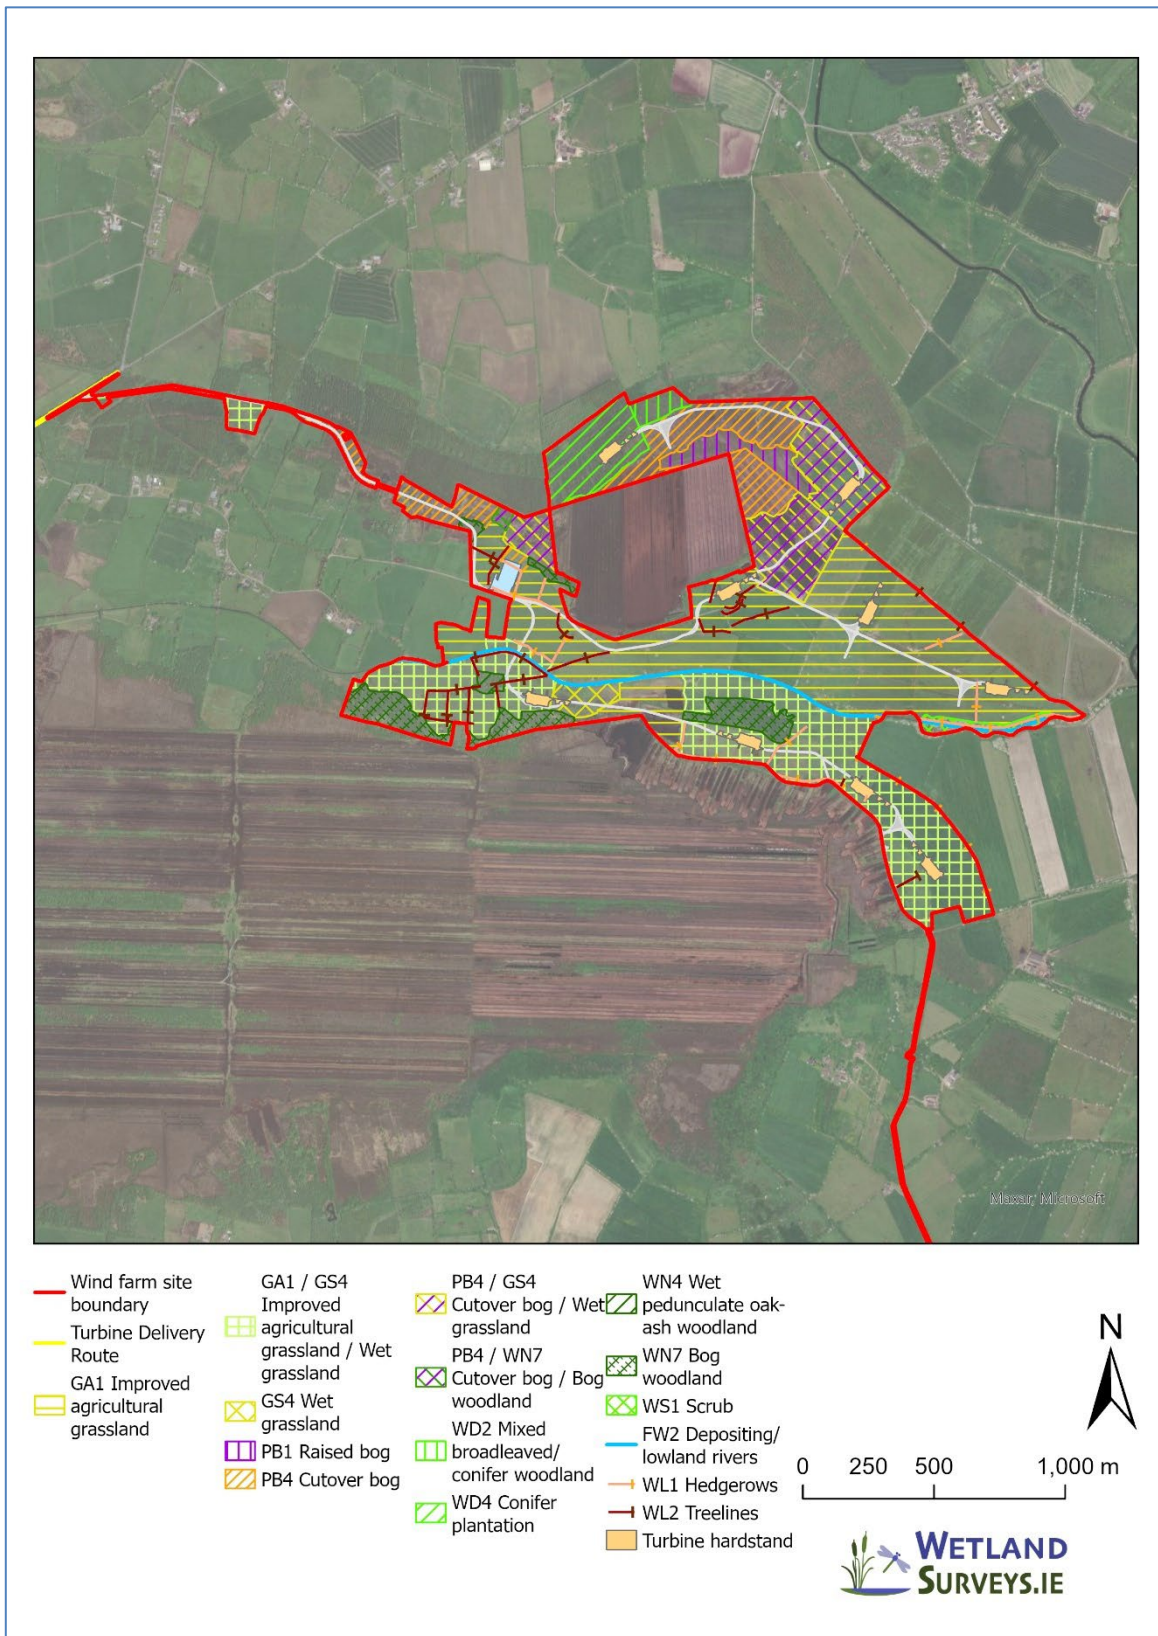 Maxar, Microsoft
Wind farm site
boundary
Turbine Delivery
Route
GA1 Improved
agricultural
grassland
GA1 / GS4
Improved
agricultural
grassland / Wet
grassland
GS4 Wet
grassland
PB1 Raised bog
PB4 Cutover bog
PB4 / GS4
Cutover bog / Wet
grassland
PB4 / WN7
Cutover bog / Bog
woodland
WD2 Mixed
broadleaved/
conifer woodland
WD4 Conifer
plantation
WN4 Wet
pedunculate oak-
ash woodland
WN7 Bog
woodland
WS1 Scrub
FW2 Depositing/
lowland rivers
WL1 Hedgerows
WL2 Treelines
Turbine hardstand
N
0 250 500 1,000 m
WETLAND
SURVEYS.IE